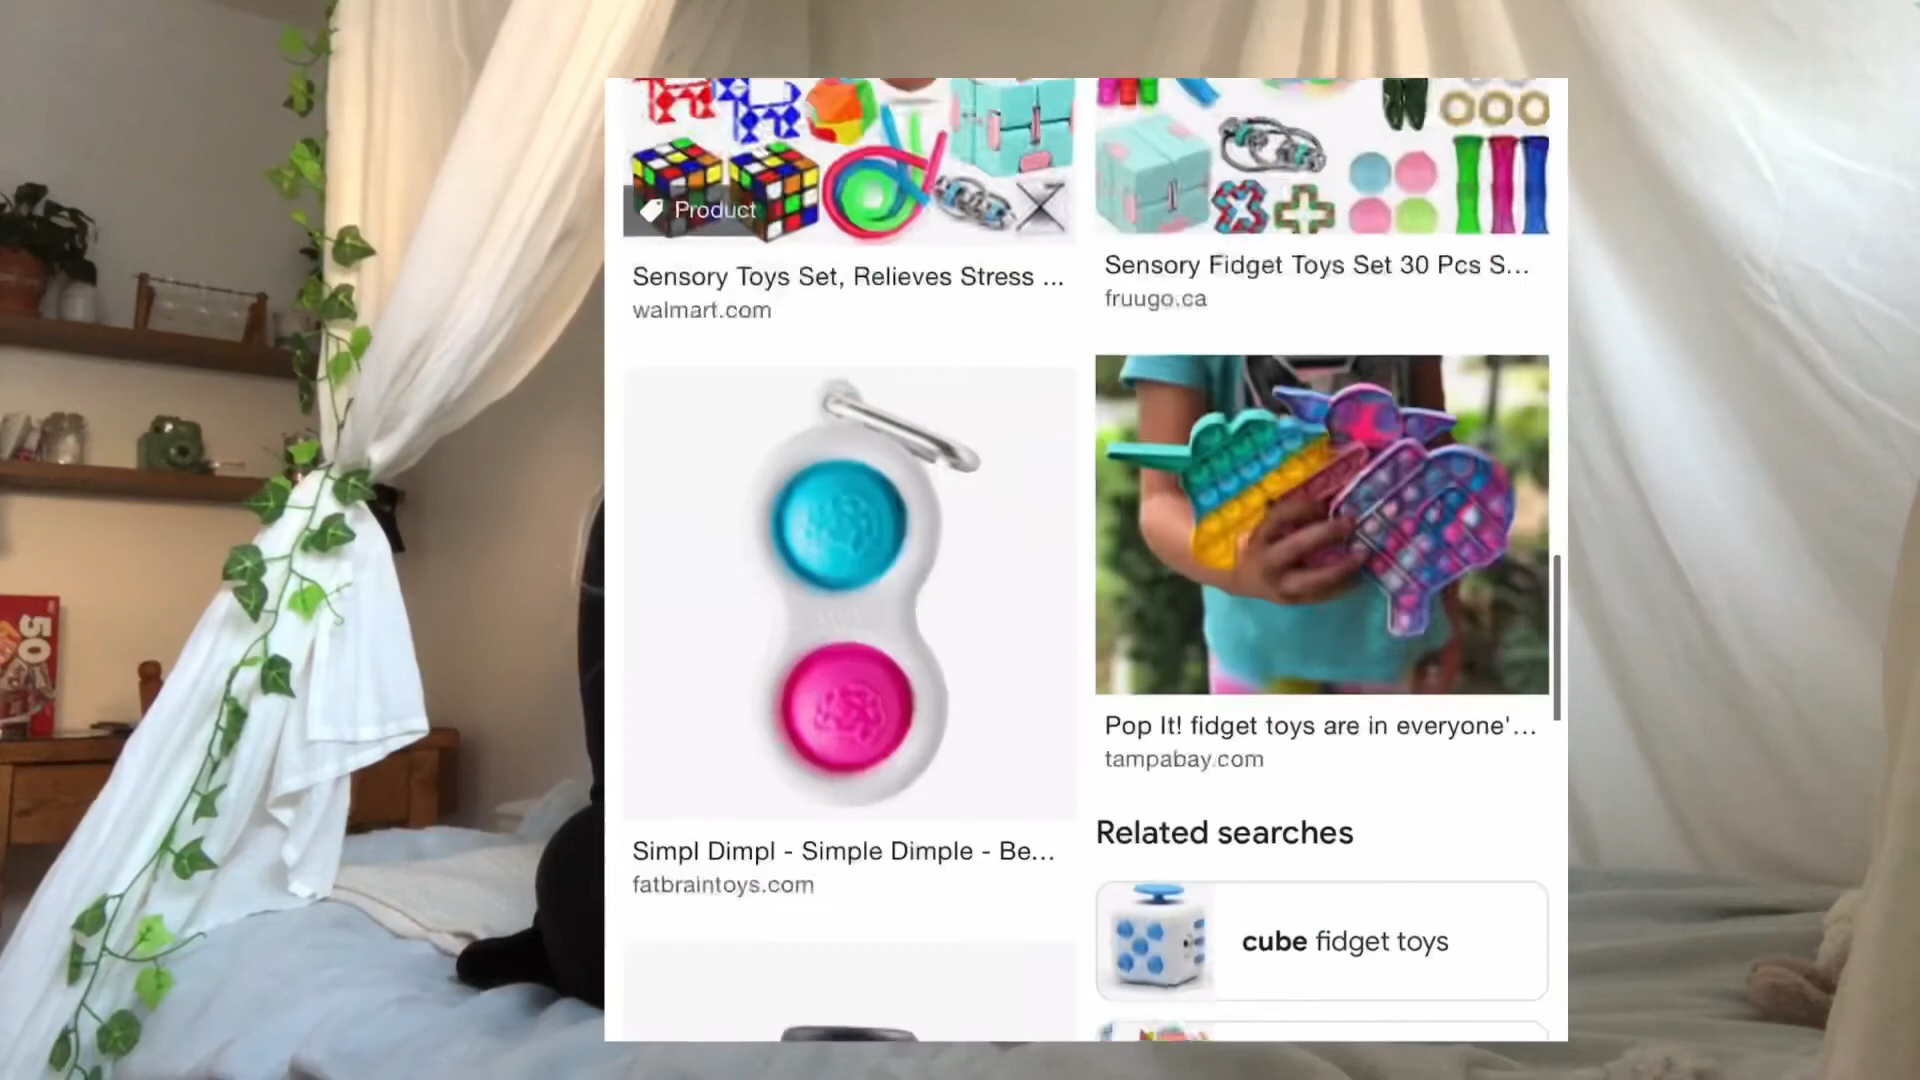 50
Product
Sensory Toys Set, Relieves Stress ...
walmart.com
Sensory Fidget Toys Set 30 Pcs S...
fruugo.ca
Simpl Dimpl - Simple Dimple - Be...
fatbraintoys.com
Pop It! fidget toys are in everyone'...
tampabay.com
Related searches
cube fidget toys